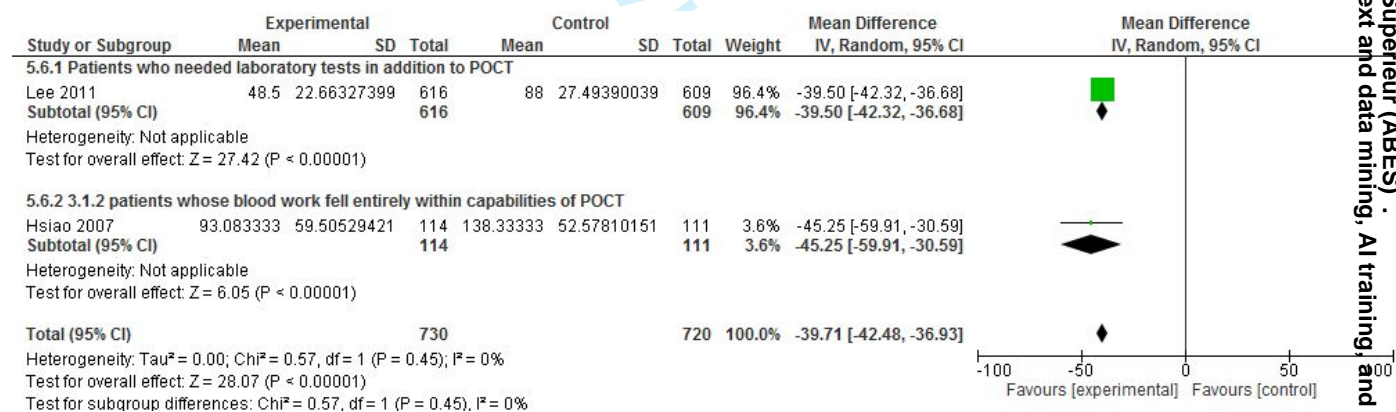 Experimental Control Mean Difference Mean Difference
Study or Subgroup Mean SD Total Mean SD Total Weight IV, Random, 95% CI IV, Random, 95% CI
5.6.1 Patients who needed laboratory tests in addition to POCT
Lee 2011 48.5 22.66327399 616 88 27.49390039 609 96.4% -39.50 [-42.32, -36.68]
Subtotal (95% CI) 616 609 96.4% -39.50 [-42.32, -36.68]
Heterogeneity: Not applicable
Test for overall effect: Z = 27.42 (P < 0.00001)
5.6.2 3.1.2 patients whose blood work fell entirely within capabilities of POCT
Hsiao 2007 93.083333 59.50529421 114 138.33333 52.57810151 111 3.6% -45.25 [-59.91, -30.59]
Subtotal (95% CI) 114 111 3.6% -45.25 [-59.91, -30.59]
Heterogeneity: Not applicable
Test for overall effect: Z = 6.05 (P < 0.00001)
Total (95% CI) 730 720 100.0% -39.71 [-42.48, -36.93]
Heterogeneity: Tau² = 0.00; Chi² = 0.57, df = 1 (P = 0.45); I² = 0%
Test for overall effect: Z = 28.07 (P < 0.00001)
Test for subgroup differences: Chi² = 0.57, df = 1 (P = 0.45), I² = 0%
-100 -50 0 50
Favours [experimental] Favours [control]
Superieur (ABES) .
ext and data mining, AI training, and